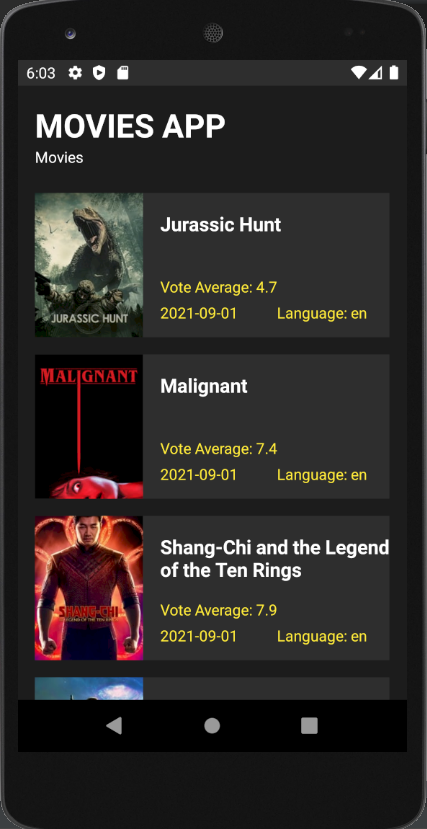 6:03
MOVIES APP
Movies
JURASSIC HUNT
Jurassic Hunt
Vote Average: 4.7
2021-09-01 Language: en
MALIGNANT
Malignant
Vote Average: 7.4
2021-09-01 Language: en
SHANG-CHI
Shang-Chi and the Legend
of the Ten Rings
Vote Average: 7.9
2021-09-01 Language: en